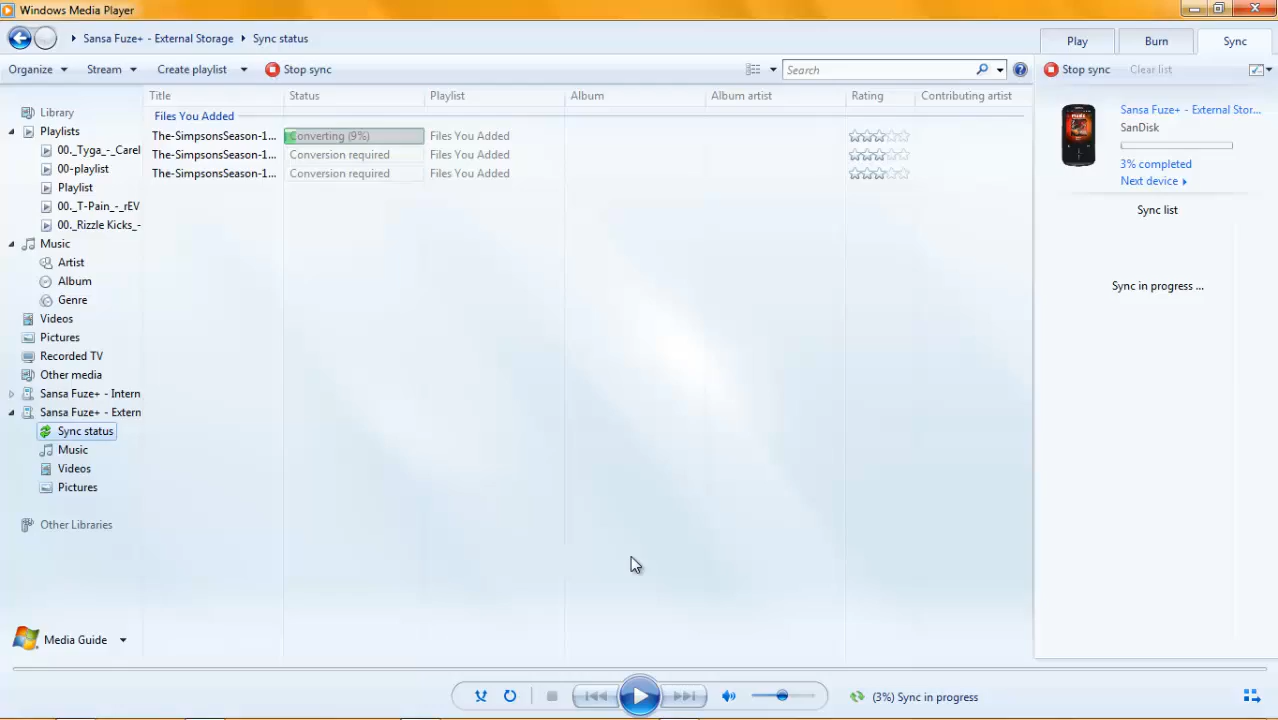 Windows Media Player
Sansa Fuze+ - External Storage Sync status
Play Burn Sync
Organize Stream Create playlist Stop sync
Search
Stop sync Clear list
Title Status Playlist Album Album artist Rating Contributing artist
Files You Added
The-SimpsonsSeason-1... Converting (9%) Files You Added
The-SimpsonsSeason-1... Conversion required Files You Added
The-SimpsonsSeason-1... Conversion required Files You Added
Library
Playlists
00._Tyga_-_Carel
00-playlist
Playlist
00._T-Pain_-_rEV
00._Rizzle Kicks_-
Music
Artist
Album
Genre
Videos
Pictures
Recorded TV
Other media
Sansa Fuze+ - Intern
Sansa Fuze+ - Extern
Sync status
Music
Videos
Pictures
Other Libraries
Media Guide
Sansa Fuze+ - External Stor...
SanDisk
3% completed
Next device
Sync list
Sync in progress ...
(3%) Sync in progress